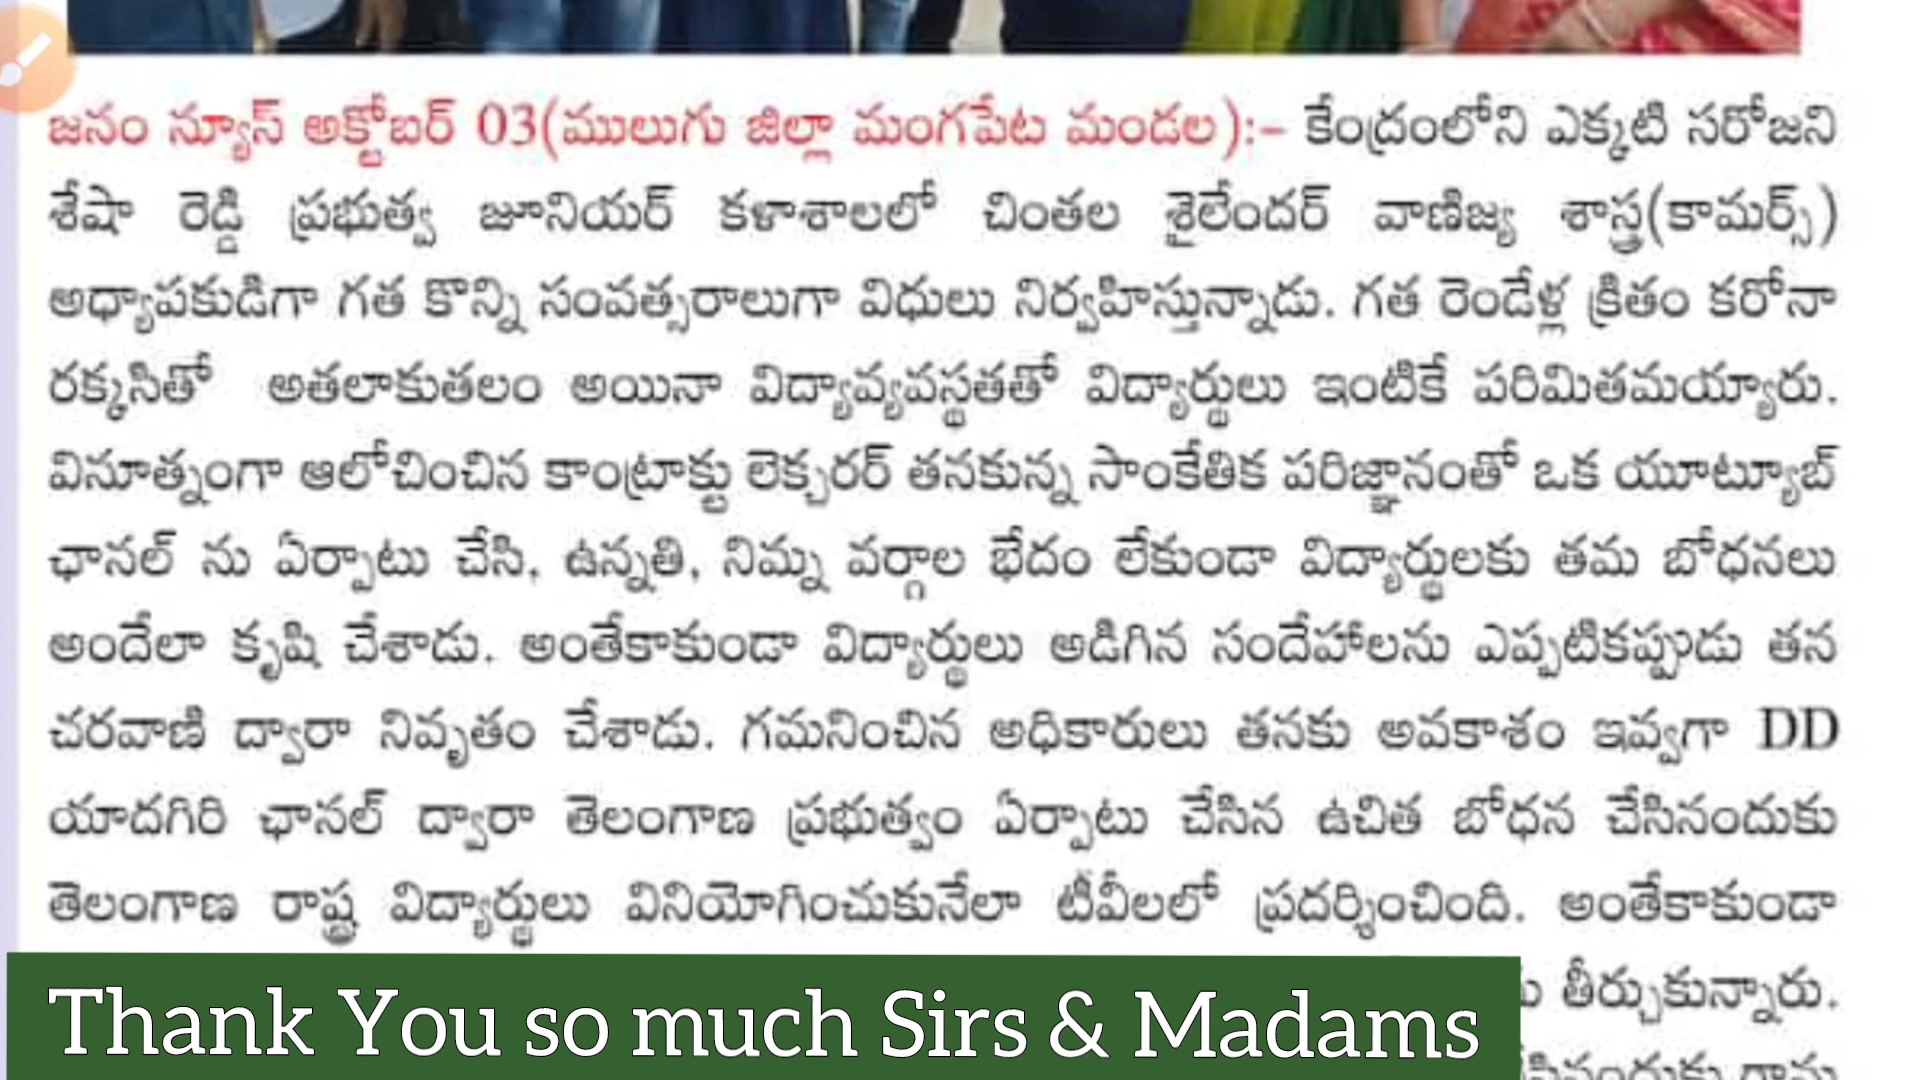 జనం న్యూస్ అక్టోబర్ 03(ములుగు జిల్లా మంగపేట మండల):- కేంద్రంలోని ఎక్కటి సరోజని
శేషా రెడ్డి ప్రభుత్వ జూనియర్ కళాశాలలో చింతల శైలేందర్ వాణిజ్య శాస్త్ర(కామర్స్)
అధ్యాపకుడిగా గత కొన్ని సంవత్సరాలుగా విధులు నిర్వహిస్తున్నాడు. గత రెండేళ్ల క్రితం కరోనా
రక్కసితో అతలాకుతలం అయినా విద్యావ్యవస్థతతో విద్యార్థులు ఇంటికే పరిమితమయ్యారు.
వినూత్నంగా ఆలోచించిన కాంట్రాక్టు లెక్చరర్ తనకున్న సాంకేతిక పరిజ్ఞానంతో ఒక యూట్యూబ్
ఛానల్ ను ఏర్పాటు చేసి, ఉన్నతి, నిమ్న వర్గాల భేదం లేకుండా విద్యార్థులకు తమ బోధనలు
అందేలా కృషి చేశాడు. అంతేకాకుండా విద్యార్థులు అడిగిన సందేహాలను ఎప్పటికప్పుడు తన
చరవాణి ద్వారా నివృతం చేశాడు. గమనించిన అధికారులు తనకు అవకాశం ఇవ్వగా DD
యాదగిరి ఛానల్ ద్వారా తెలంగాణ ప్రభుత్వం ఏర్పాటు చేసిన ఉచిత బోధన చేసినందుకు
తెలంగాణ రాష్ట్ర విద్యార్థులు వినియోగించుకునేలా టీవీలలో ప్రదర్శించింది. అంతేకాకుండా
తీర్చుకున్నారు.
Thank You so much Sirs & Madams